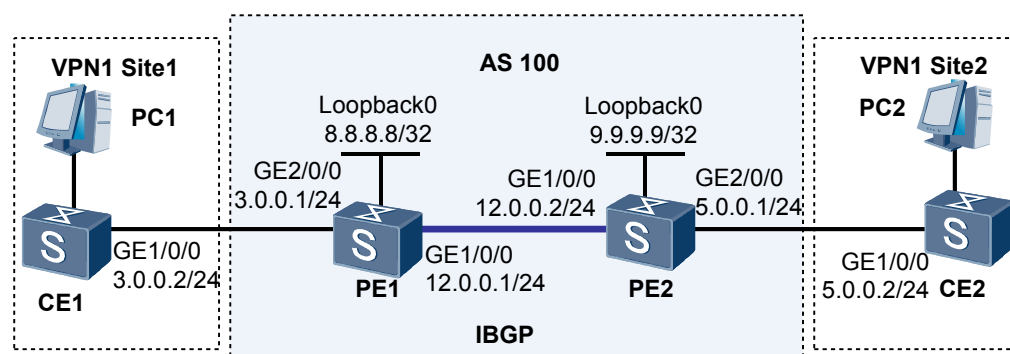 AS 100
VPN1 Site1
PC1
VPN1 Site2
PC2
Loopback0
8.8.8.8/32
Loopback0
9.9.9.9/32
GE2/0/0
3.0.0.1/24
GE1/0/0
12.0.0.2/24
GE2/0/0
5.0.0.1/24
S
S
S
S
GE1/0/0
3.0.0.2/24
GE1/0/0
12.0.0.1/24
GE1/0/0
5.0.0.2/24
CE1
PE1
PE2
CE2
IBGP